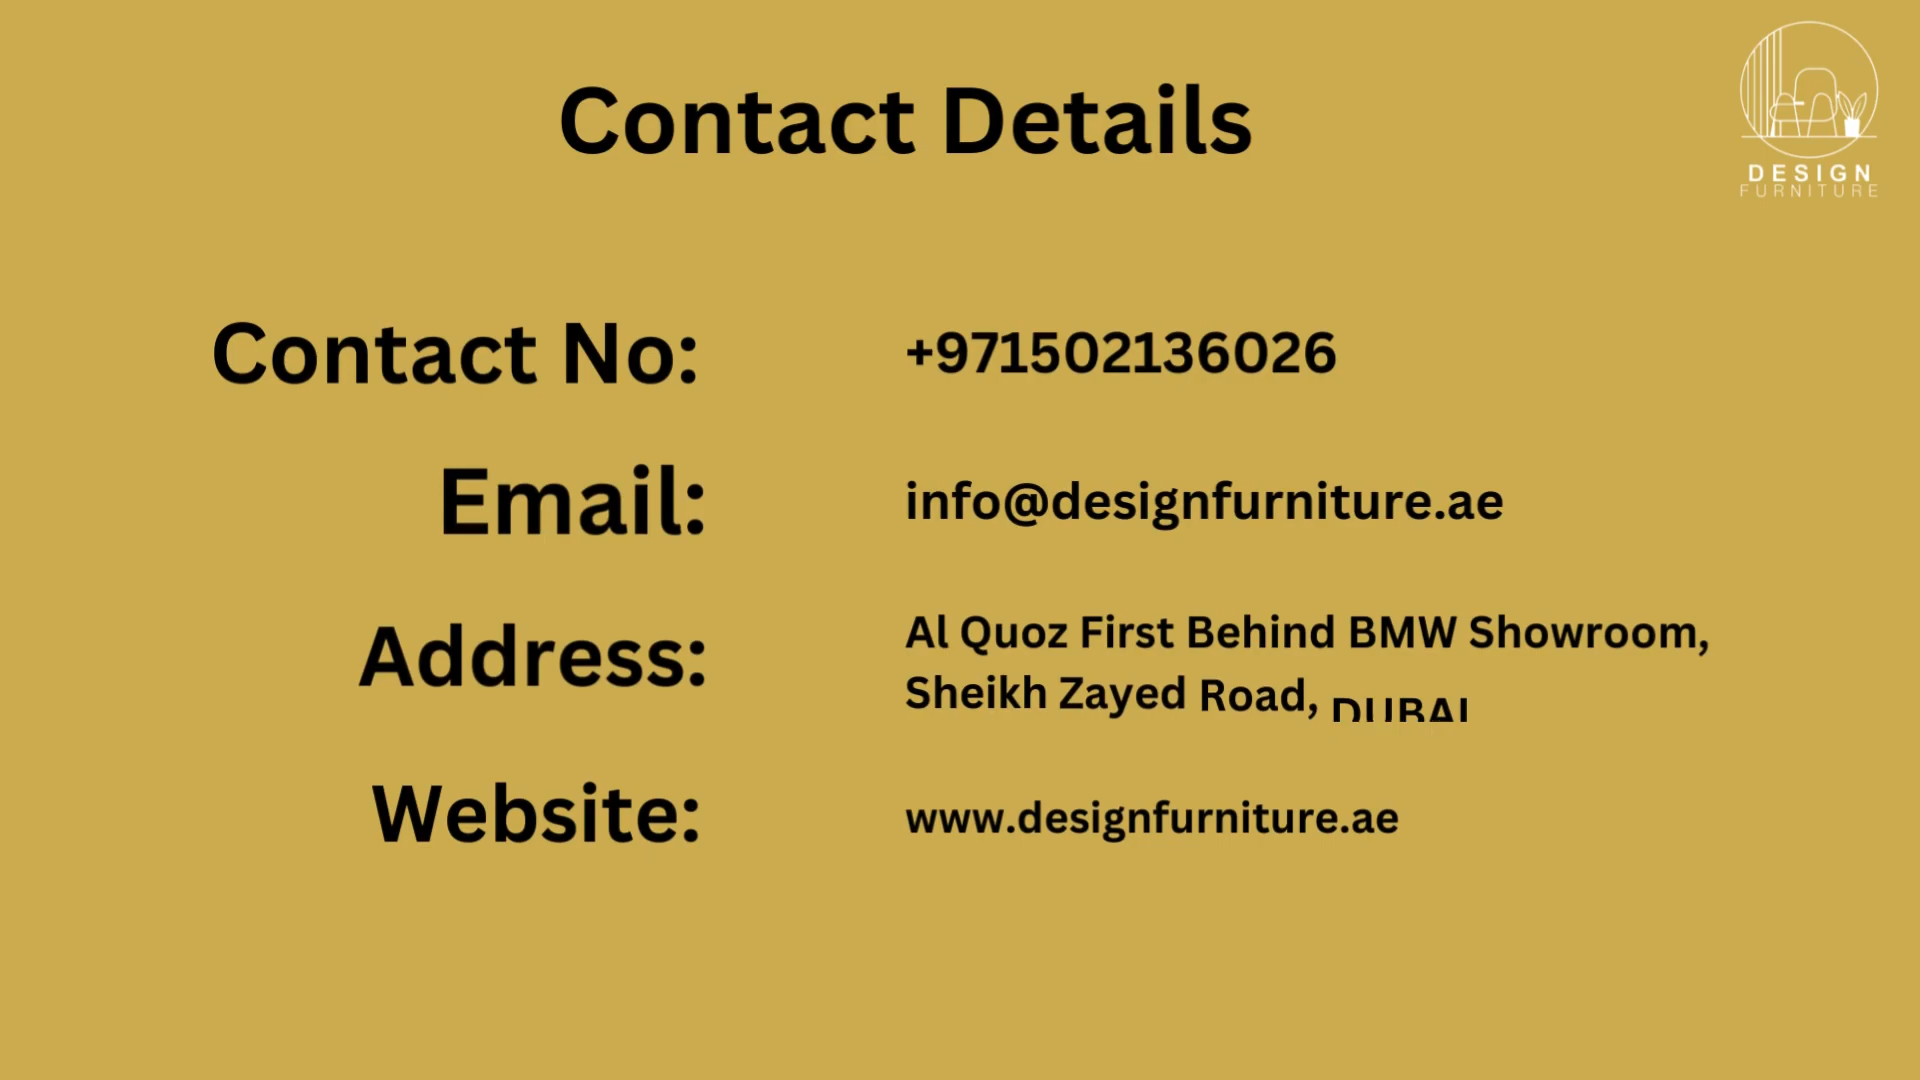 Contact Details
DESIGN
FURNITURE
Contact No: +971502136026
Email: info@designfurniture.ae
Address: Al Quoz First Behind BMW Showroom,
Sheikh Zayed Road, DUBAI
Website: www.designfurniture.ae